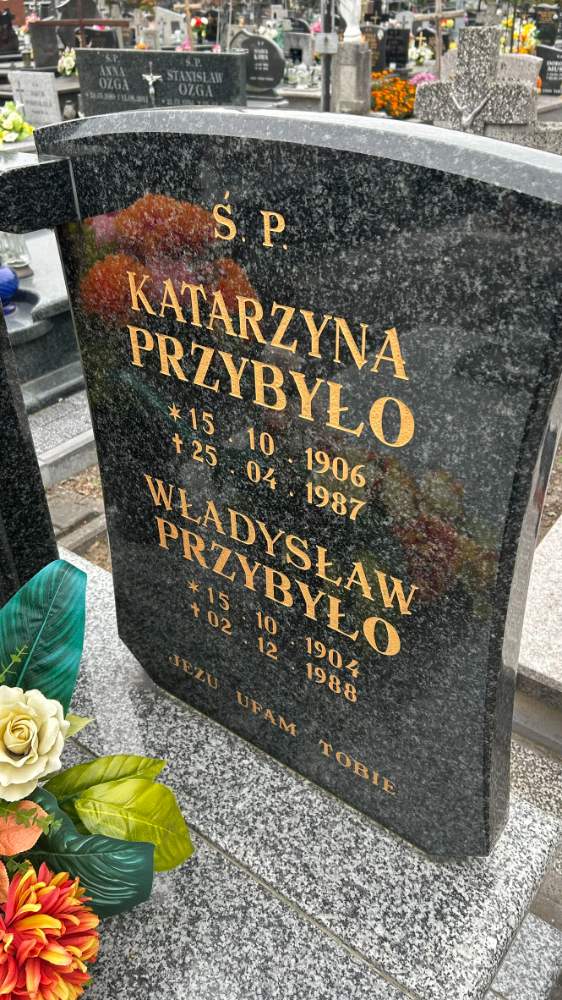 Ś. P.
ANNA
OZGA
Ś. P.
STANISŁAW
OZGA
Ś. P.
KATARZYNA
PRZYBYŁO
* 15 . 10 . 1906
† 25 . 04 . 1987
WŁADYSŁAW
PRZYBYŁO
* 15 . 10 . 1904
† 02 . 12 . 1988
JEZU UFAM TOBIE